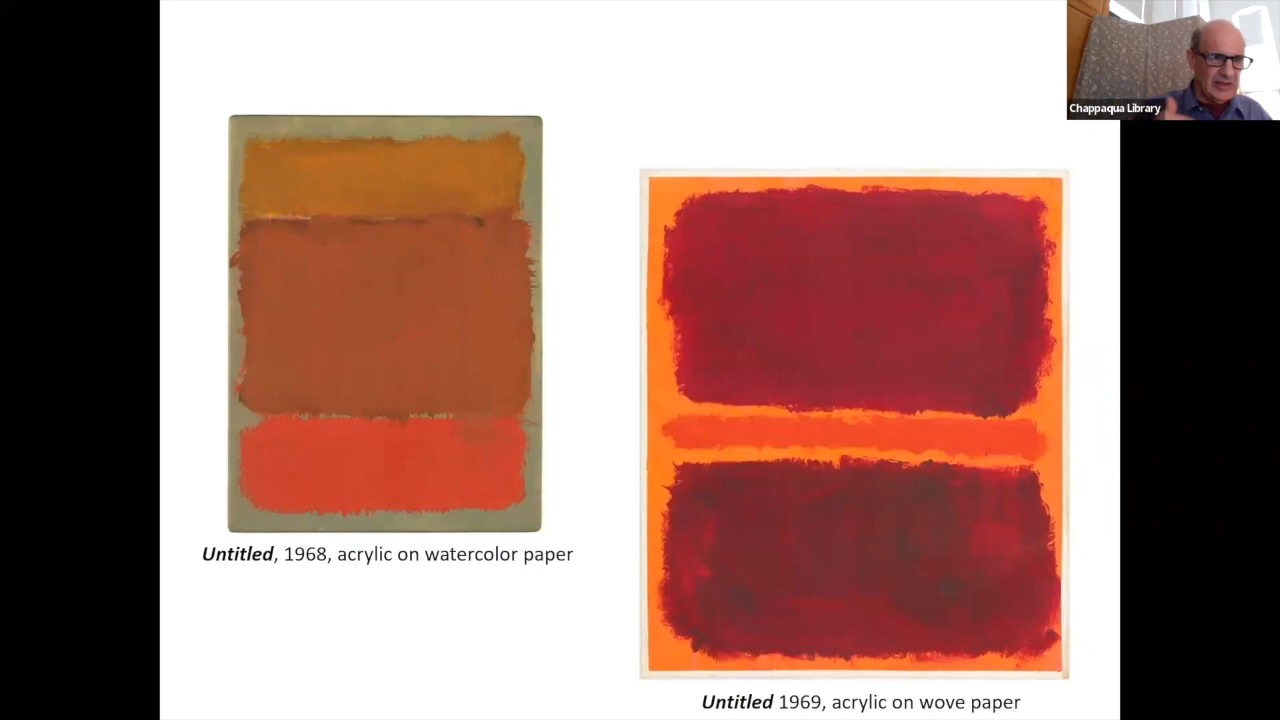 Chappaqua Library
Untitled, 1968, acrylic on watercolor paper
Untitled 1969, acrylic on wove paper